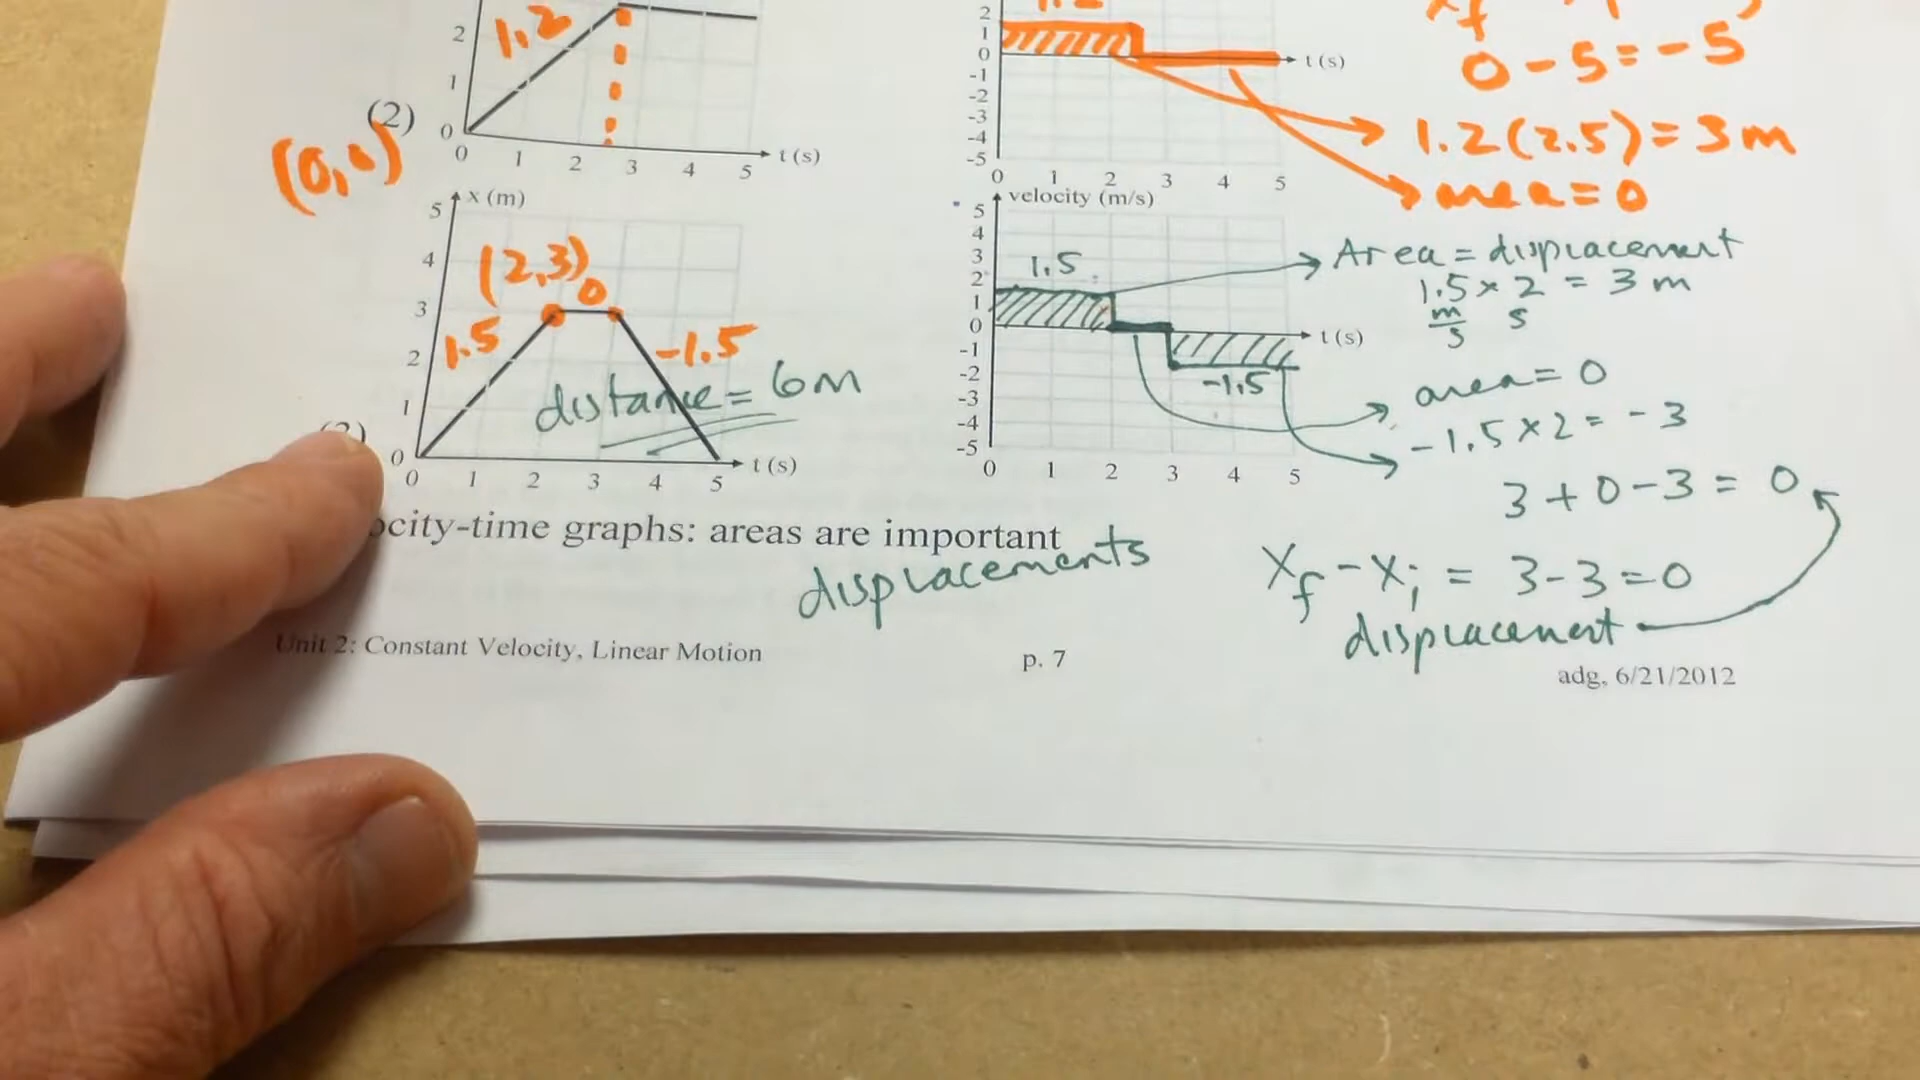 2
1.2
1
(2)
0
0 1 2 3 4 5
t (s)
(0,0)
2
1
0
-1
-2
-3
-4
-5
t (s)
0 1 2 3 4 5
0 - 5 = - 5
1.2(2.5) = 3 m
area = 0
x (m)
5
4
3
2
1
0
(2,3)
0
1.5
-1.5
distance = 6m
0 1 2 3 4 5
t (s)
velocity (m/s)
5
4
3
2
1
0
-1
-2
-3
-4
-5
1.5
-1.5
t (s)
0 1 2 3 4 5
Area = displacement
1.5 × 2 = 3 m
m/s s
area = 0
-1.5 × 2 = -3
3 + 0 - 3 = 0
ocity-time graphs: areas are important
displacements
xf - xi = 3 - 3 = 0
displacement
Unit 2: Constant Velocity, Linear Motion
p. 7
adg, 6/21/2012